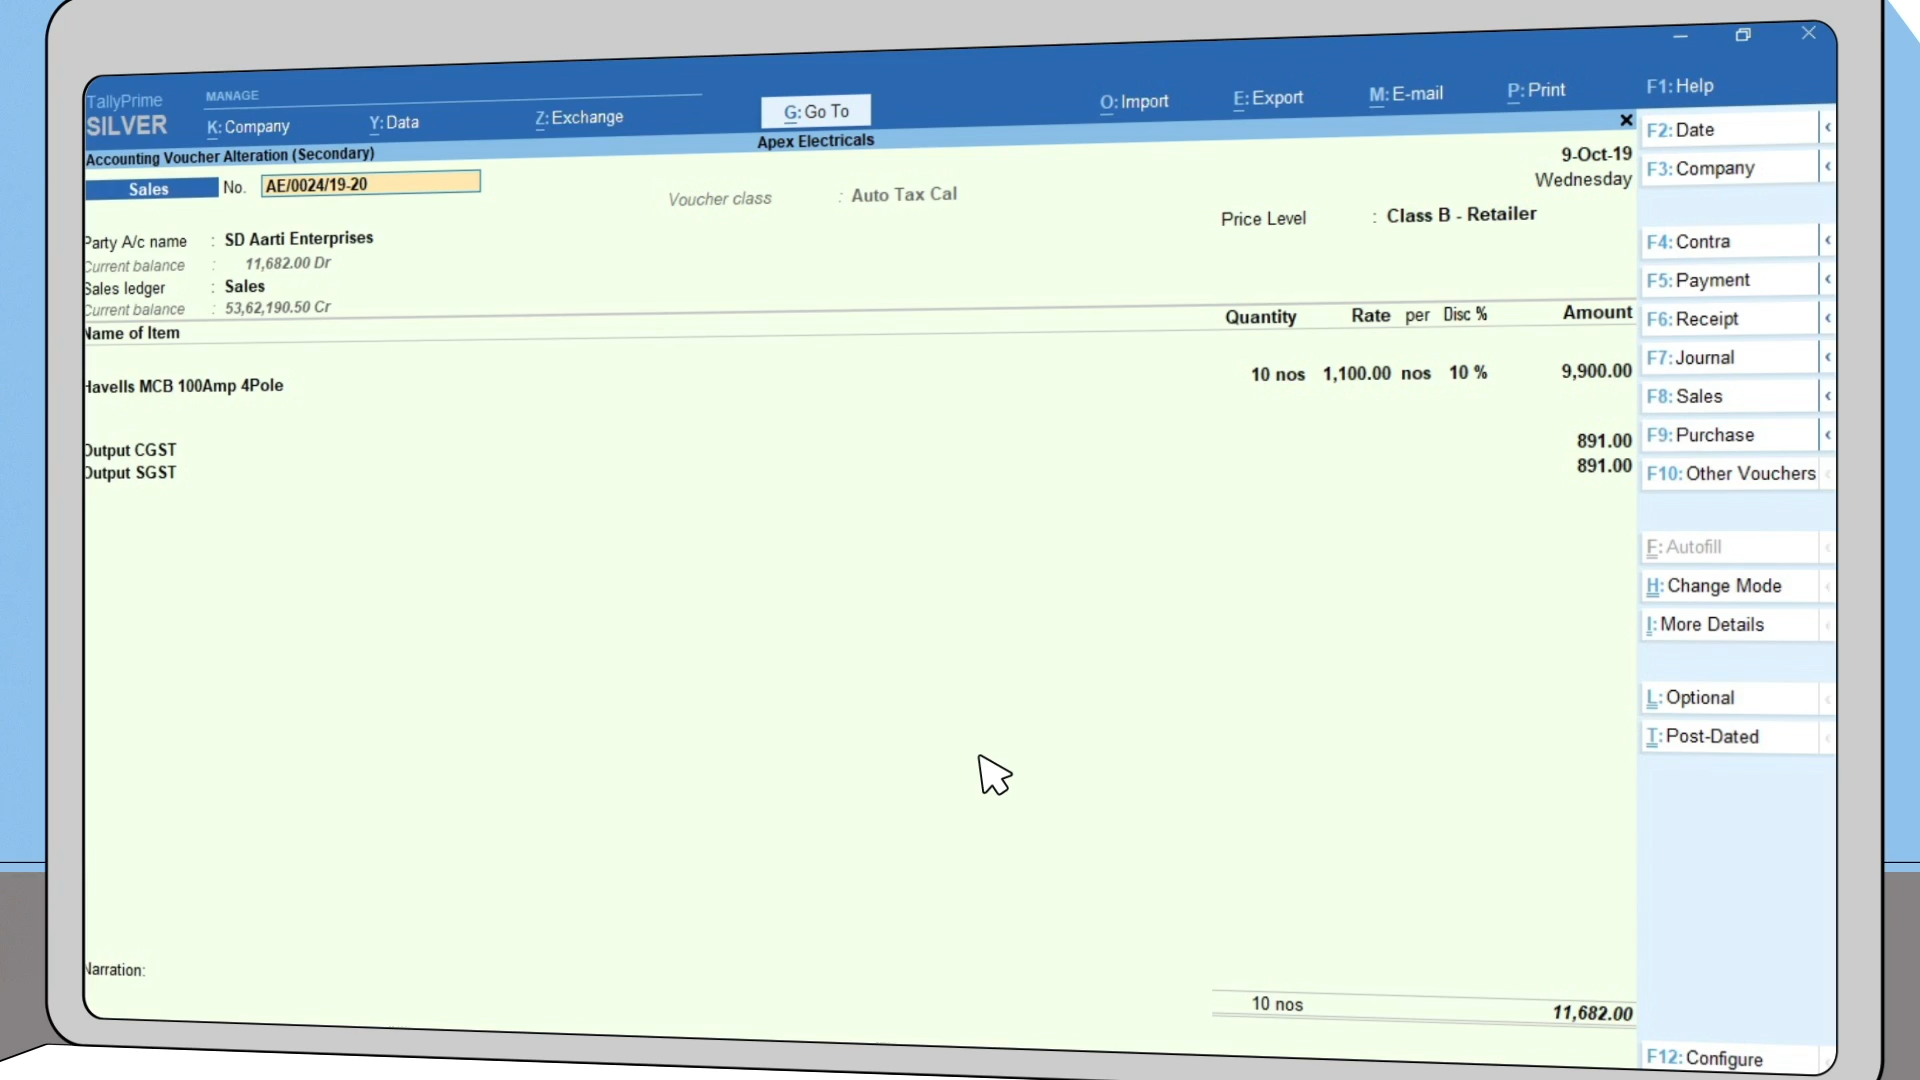 TallyPrime
SILVER
MANAGE
K: Company
Y: Data
Z: Exchange
G: Go To
O: Import
E: Export
M: E-mail
P: Print
F1: Help
Accounting Voucher Alteration (Secondary)
Apex Electricals
Sales No. AE/0024/19-20
9-Oct-19
Wednesday
Voucher class : Auto Tax Cal
Price Level : Class B - Retailer
Party A/c name : SD Aarti Enterprises
Current balance : 11,682.00 Dr
Sales ledger : Sales
Current balance : 53,62,190.50 Cr
Name of Item Quantity Rate per Disc % Amount
Havells MCB 100Amp 4Pole 10 nos 1,100.00 nos 10 % 9,900.00
Output CGST 891.00
Output SGST 891.00
Narration:
10 nos 11,682.00
F2: Date
F3: Company
F4: Contra
F5: Payment
F6: Receipt
F7: Journal
F8: Sales
F9: Purchase
F10: Other Vouchers
F: Autofill
H: Change Mode
I: More Details
L: Optional
T: Post-Dated
F12: Configure